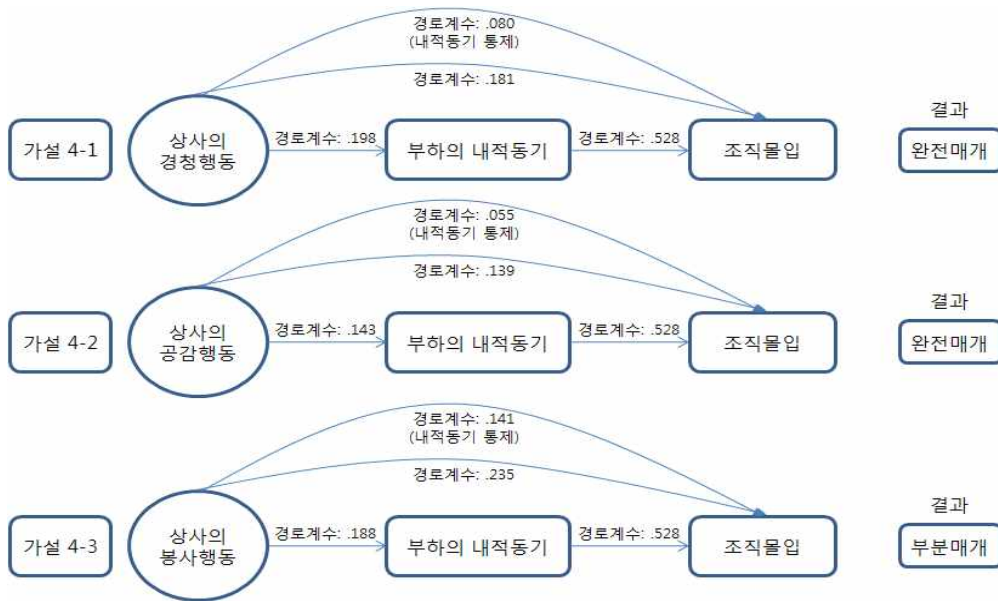 경로계수: .080
(내적동기 통제)
경로계수: .181
가설 4-1
상사의
경청행동
경로계수: .198
부하의 내적동기
경로계수: .528
조직몰입
결과
완전매개
경로계수: .055
(내적동기 통제)
경로계수: .139
가설 4-2
상사의
공감행동
경로계수: .143
부하의 내적동기
경로계수: .528
조직몰입
결과
완전매개
경로계수: .141
(내적동기 통제)
경로계수: .235
가설 4-3
상사의
봉사행동
경로계수: .188
부하의 내적동기
경로계수: .528
조직몰입
결과
부분매개